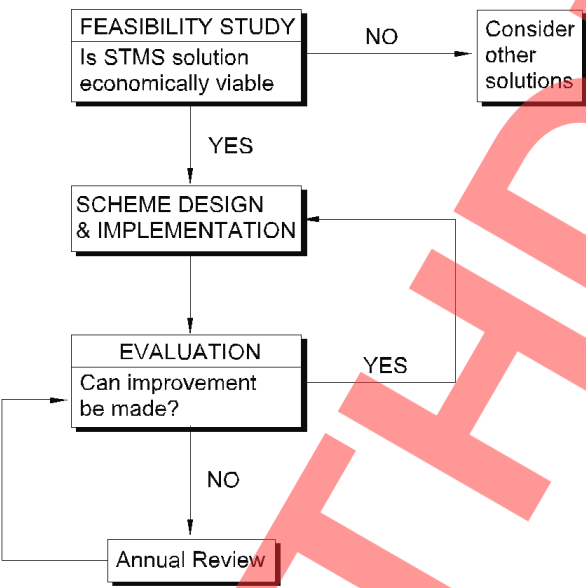 FEASIBILITY STUDY
Is STMS solution
economically viable
NO
Consider
other
solutions
YES
SCHEME DESIGN
& IMPLEMENTATION
EVALUATION
Can improvement
be made?
YES
NO
Annual Review
THD